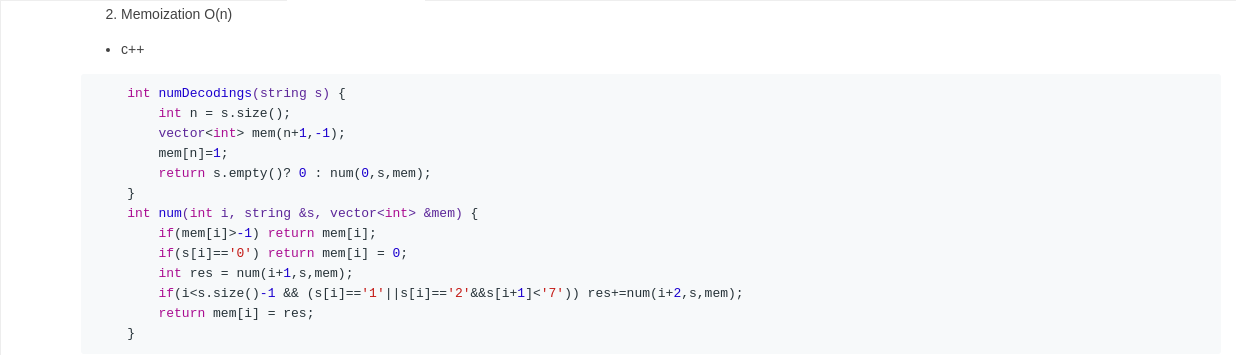 2. Memoization O(n)
• c++
int numDecodings(string s) {
    int n = s.size();
    vector<int> mem(n+1,-1);
    mem[n]=1;
    return s.empty()? 0 : num(0,s,mem);
}
int num(int i, string &s, vector<int> &mem) {
    if(mem[i]>-1) return mem[i];
    if(s[i]=='0') return mem[i] = 0;
    int res = num(i+1,s,mem);
    if(i<s.size()-1 && (s[i]=='1'||s[i]=='2'&&s[i+1]<'7')) res+=num(i+2,s,mem);
    return mem[i] = res;
}